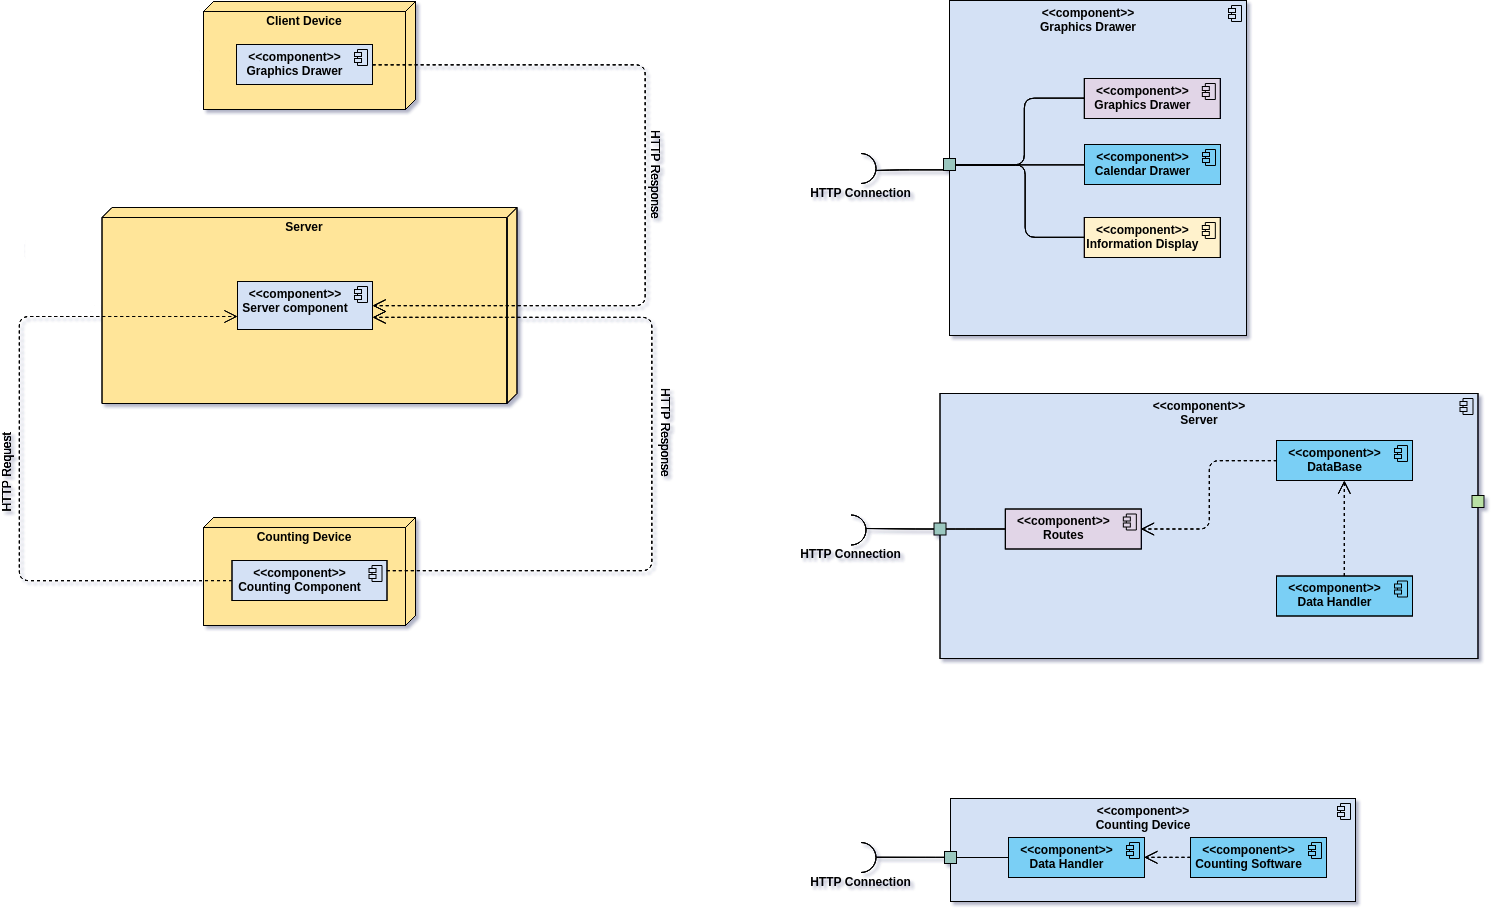 Client Device
<<component>>
Graphics Drawer
HTTP Response
Server
<<component>>
Server component
HTTP Response
HTTP Request
Counting Device
<<component>>
Counting Component
<<component>>
Graphics Drawer
<<component>>
Graphics Drawer
<<component>>
Calendar Drawer
HTTP Connection
<<component>>
Information Display
<<component>>
Server
<<component>>
DataBase
<<component>>
Routes
HTTP Connection
<<component>>
Data Handler
<<component>>
Counting Device
<<component>>
Data Handler
<<component>>
Counting Software
HTTP Connection